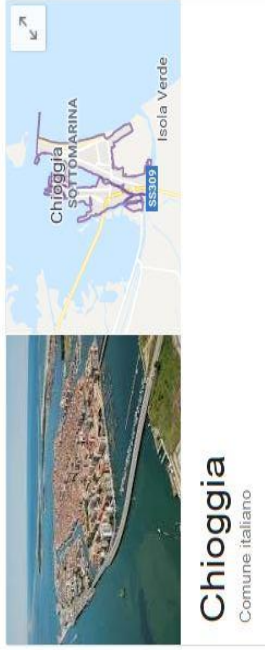 Chioggia
SOTTOMARINA
Isola Verde
SS309
Chioggia
Comune italiano